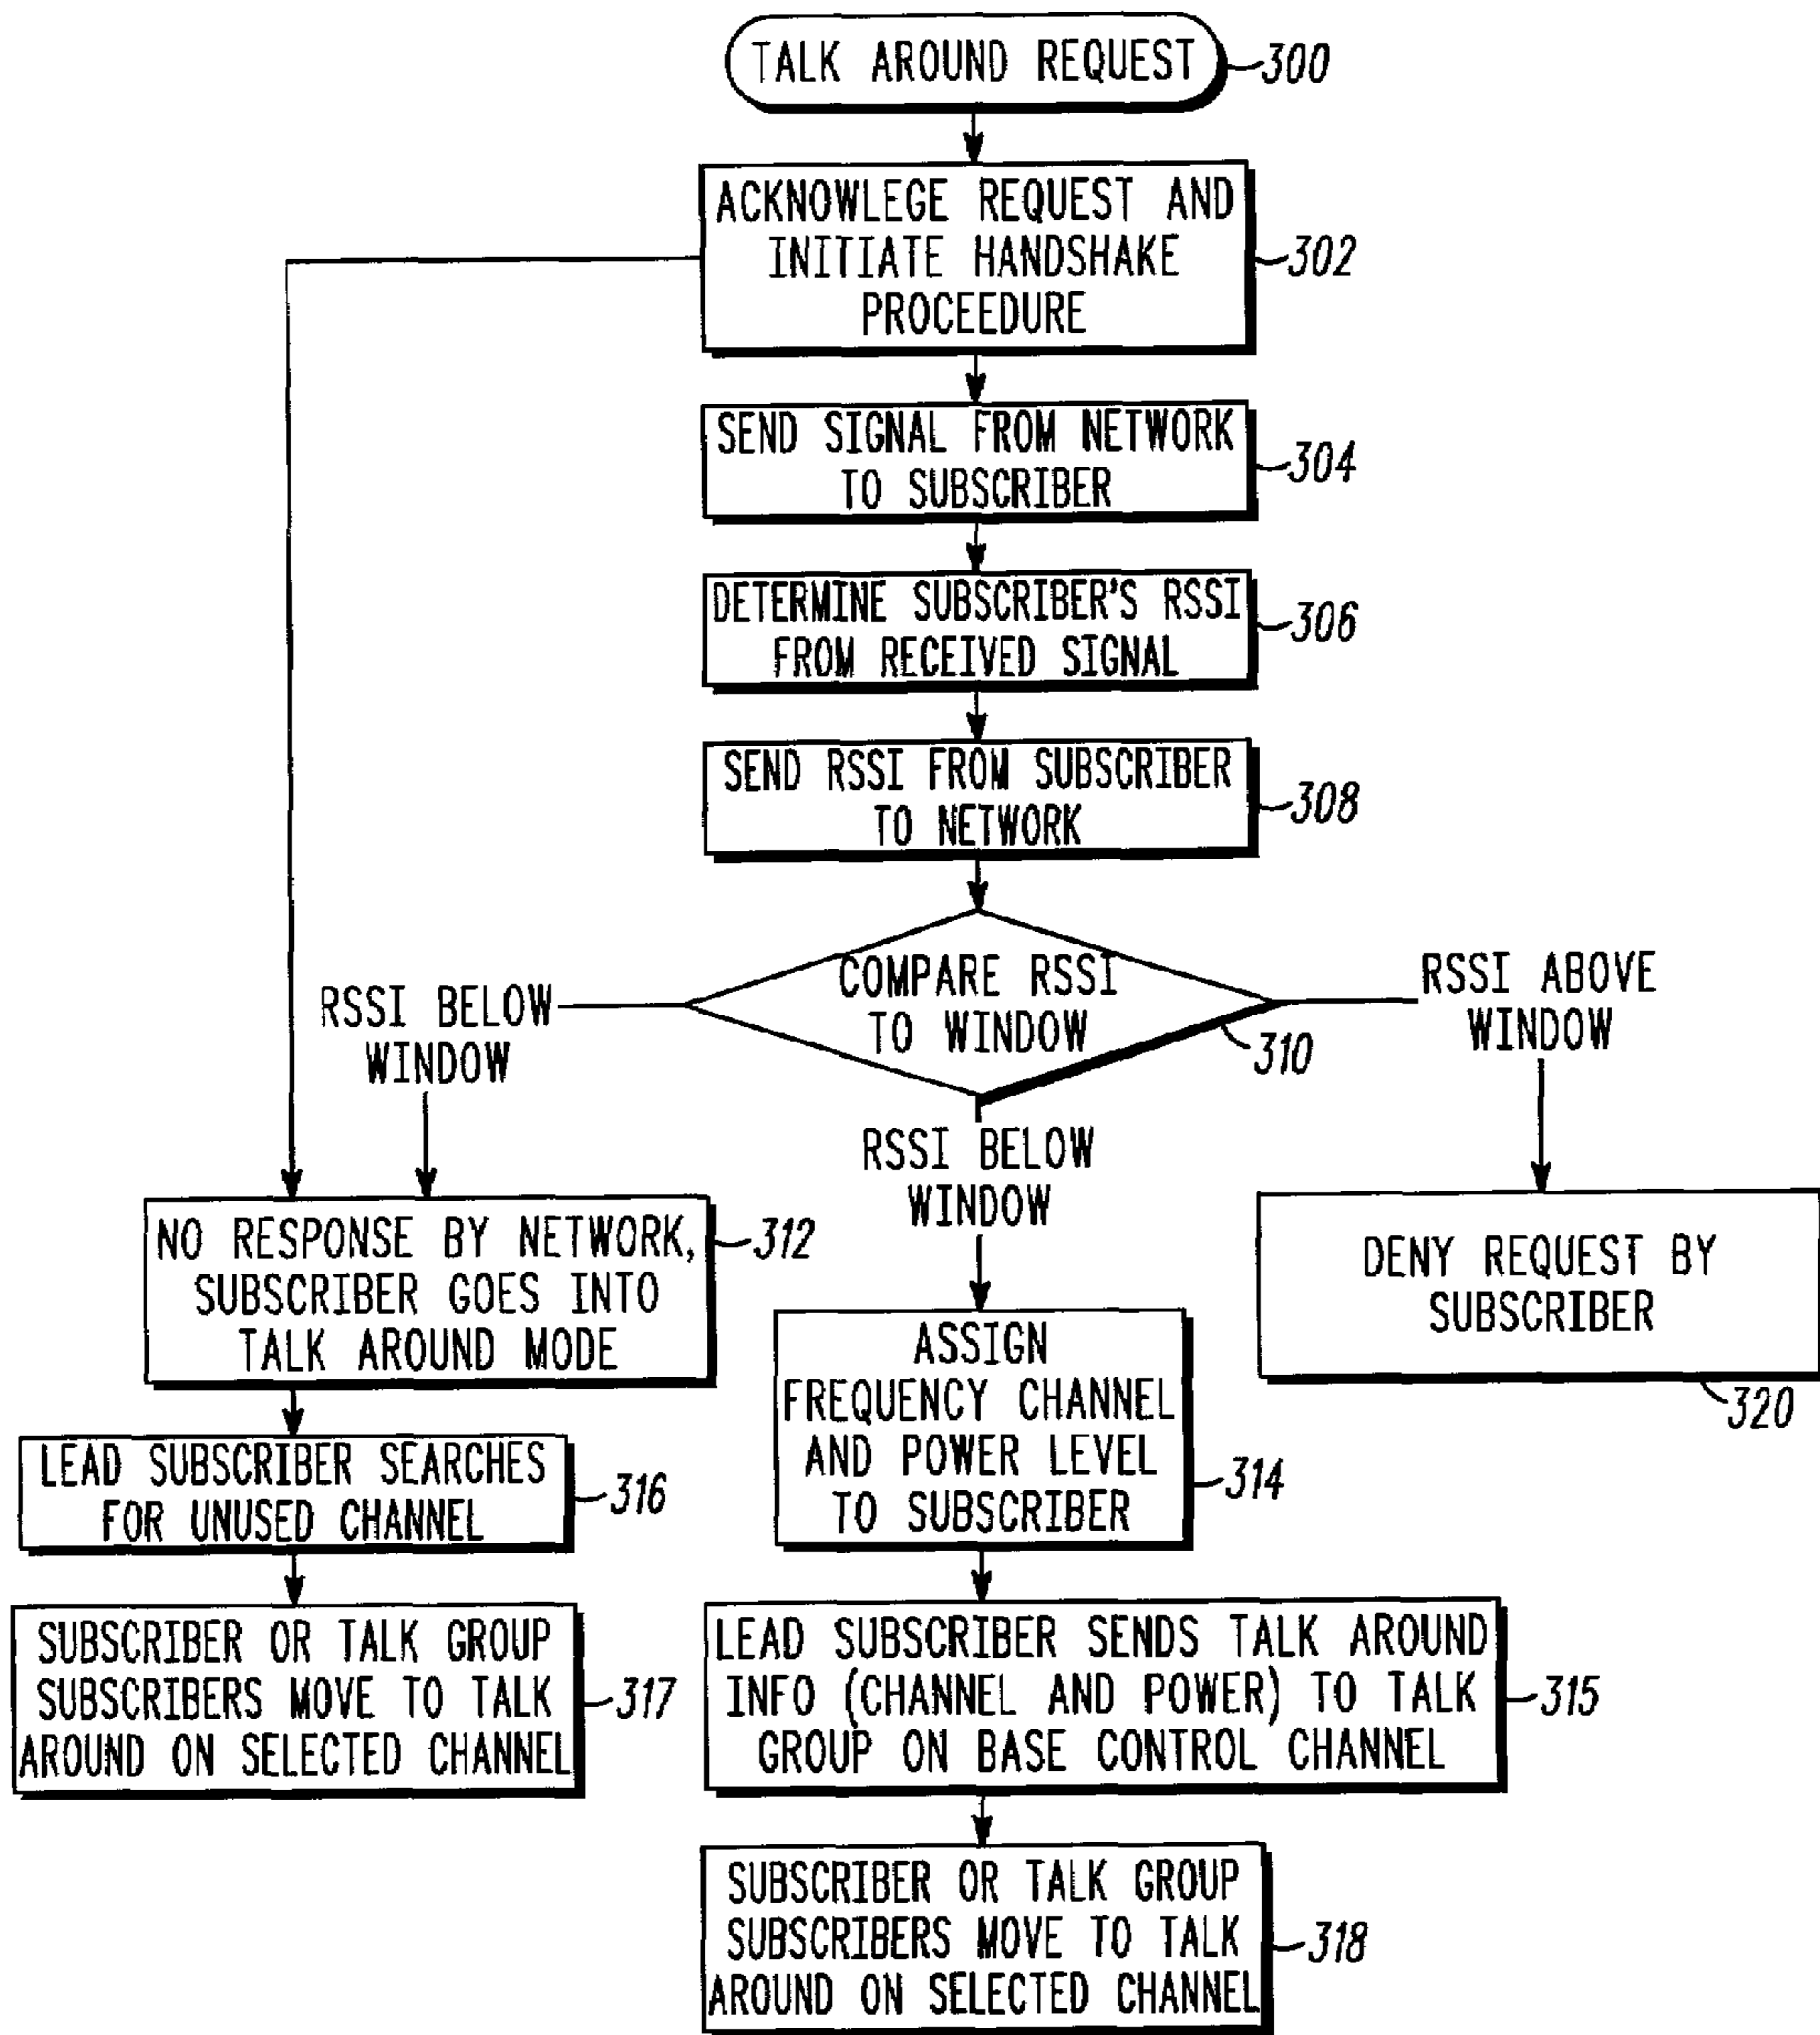 TALK AROUND REQUEST
300
ACKNOWLEGE REQUEST AND
INITIATE HANDSHAKE
PROCEEDURE
302
SEND SIGNAL FROM NETWORK
TO SUBSCRIBER
304
DETERMINE SUBSCRIBER'S RSSI
FROM RECEIVED SIGNAL
306
SEND RSSI FROM SUBSCRIBER
TO NETWORK
308
COMPARE RSSI
TO WINDOW
310
RSSI BELOW
WINDOW
RSSI BELOW
WINDOW
RSSI ABOVE
WINDOW
NO RESPONSE BY NETWORK,
SUBSCRIBER GOES INTO
TALK AROUND MODE
312
ASSIGN
FREQUENCY CHANNEL
AND POWER LEVEL
TO SUBSCRIBER
314
DENY REQUEST BY
SUBSCRIBER
320
LEAD SUBSCRIBER SEARCHES
FOR UNUSED CHANNEL
316
SUBSCRIBER OR TALK GROUP
SUBSCRIBERS MOVE TO TALK
AROUND ON SELECTED CHANNEL
317
LEAD SUBSCRIBER SENDS TALK AROUND
INFO (CHANNEL AND POWER) TO TALK
GROUP ON BASE CONTROL CHANNEL
315
SUBSCRIBER OR TALK GROUP
SUBSCRIBERS MOVE TO TALK
AROUND ON SELECTED CHANNEL
318